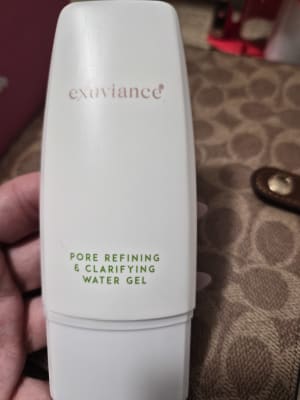 exuviance
PORE REFINING
& CLARIFYING
WATER GEL